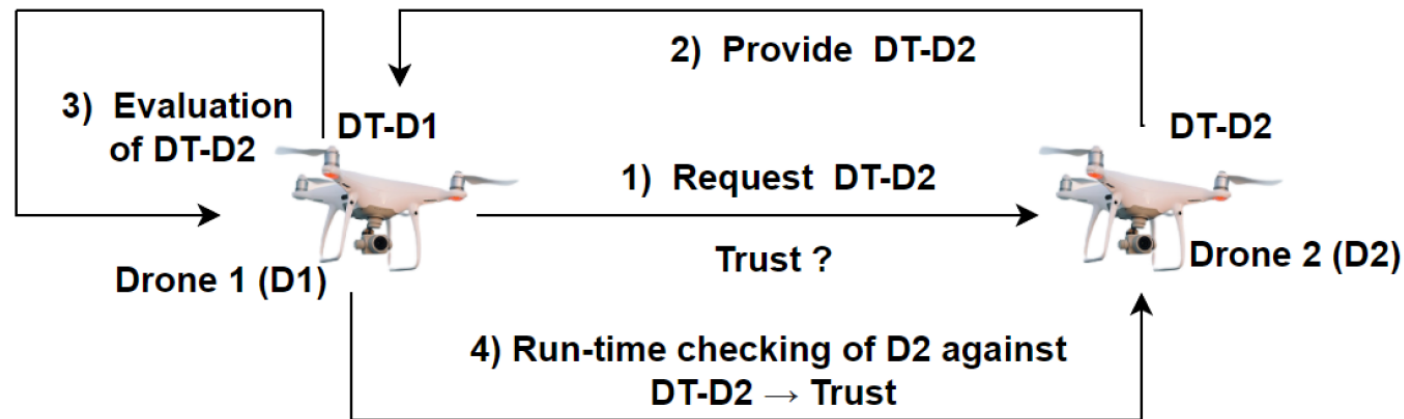 2) Provide DT-D2
3) Evaluation
of DT-D2
DT-D1
DT-D2
1) Request DT-D2
Trust ?
Drone 1 (D1)
Drone 2 (D2)
4) Run-time checking of D2 against
DT-D2 → Trust